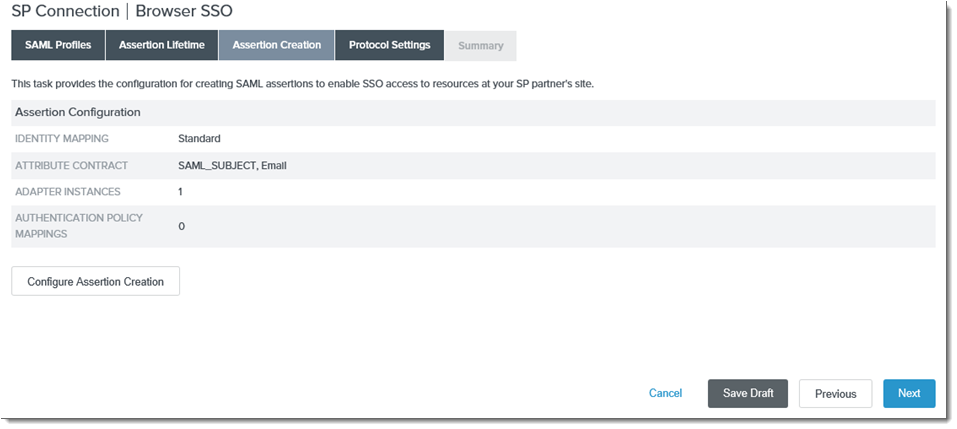 SP Connection | Browser SSO
SAML Profiles Assertion Lifetime Assertion Creation Protocol Settings Summary
This task provides the configuration for creating SAML assertions to enable SSO access to resources at your SP partner's site.
Assertion Configuration
IDENTITY MAPPING Standard
ATTRIBUTE CONTRACT SAML_SUBJECT, Email
ADAPTER INSTANCES 1
AUTHENTICATION POLICY
MAPPINGS 0
Configure Assertion Creation
Cancel Save Draft Previous Next